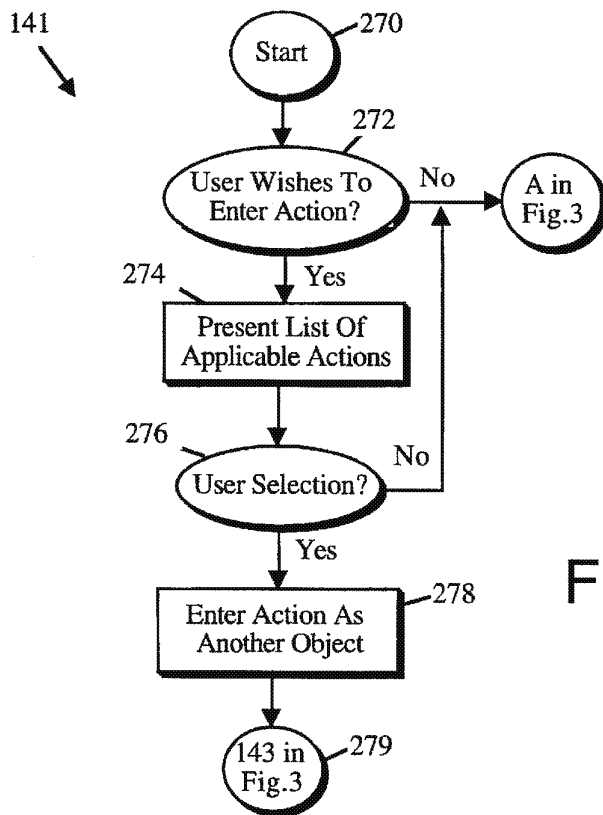 141
270
Start
272
User Wishes To
Enter Action?
No
A in
Fig.3
274
Yes
Present List Of
Applicable Actions
276
No
User Selection?
Yes
278
Enter Action As
Another Object
F
143 in
Fig.3
279